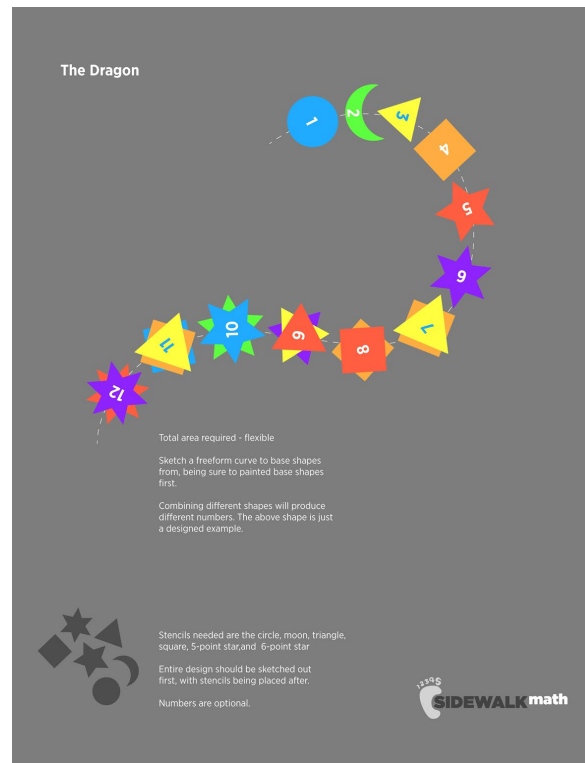 The Dragon
1
2
3
4
5
6
7
8
9
10
11
12
Total area required - flexible
Sketch a freeform curve to base shapes
from, being sure to painted base shapes
first.
Combining different shapes will produce
different numbers. The above shape is just
a designed example.
Stencils needed are the circle, moon, triangle,
square, 5-point star,and 6-point star
Entire design should be sketched out
first, with stencils being placed after.
Numbers are optional.
12345
SIDEWALKmath